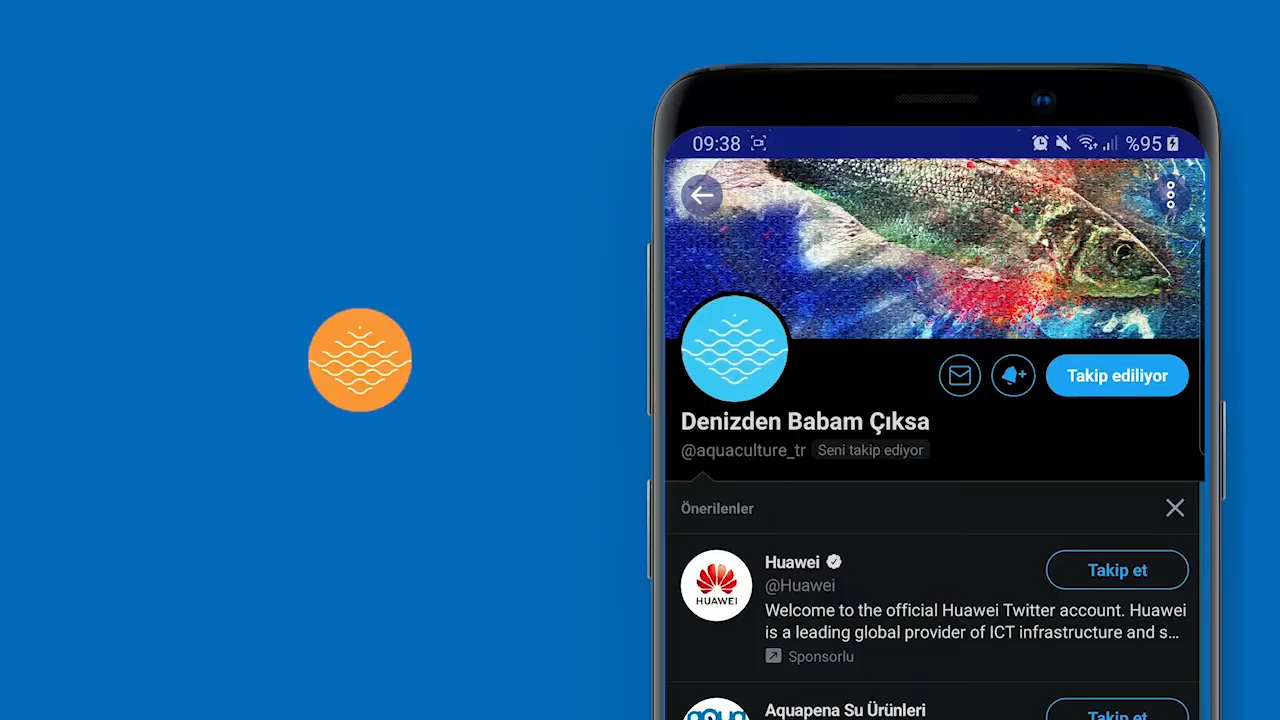 09:38
%95
Denizden Babam Çıksa
@aquaculture_tr Seni takip ediyor
Takip ediliyor
Önerilenler
Huawei
@Huawei
Takip et
Welcome to the official Huawei Twitter account. Huawei
is a leading global provider of ICT infrastructure and s...
Sponsorlu
HUAWEI
Aquapena Su Ürünleri
Takip et